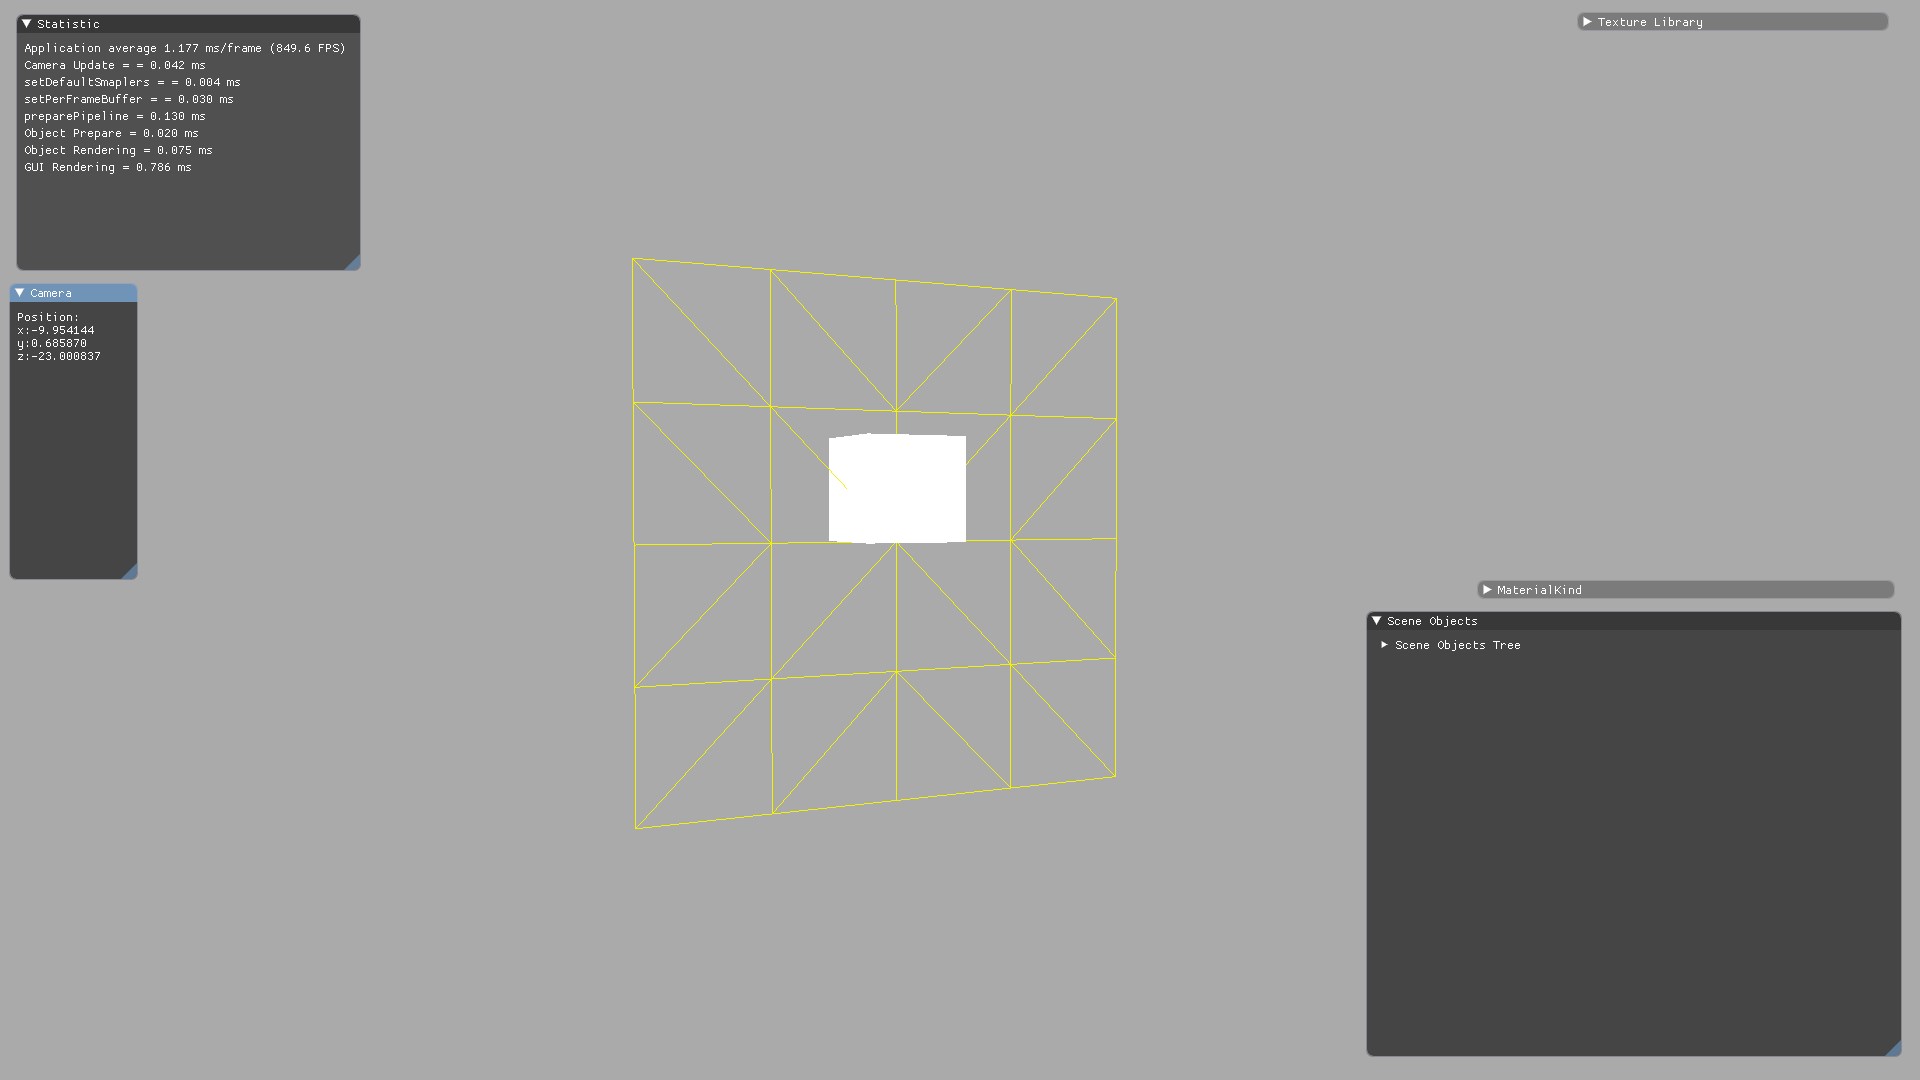 Statistic
Application average 1.177 ms/frame (849.6 FPS)
Camera Update = = 0.042 ms
setDefaultSmaplers = = 0.004 ms
setPerFrameBuffer = = 0.030 ms
preparePipeline = 0.130 ms
Object Prepare = 0.020 ms
Object Rendering = 0.075 ms
GUI Rendering = 0.786 ms
Texture Library
Camera
Position:
x:-9.954144
y:0.685870
z:-23.000837
MaterialKind
Scene Objects
Scene Objects Tree